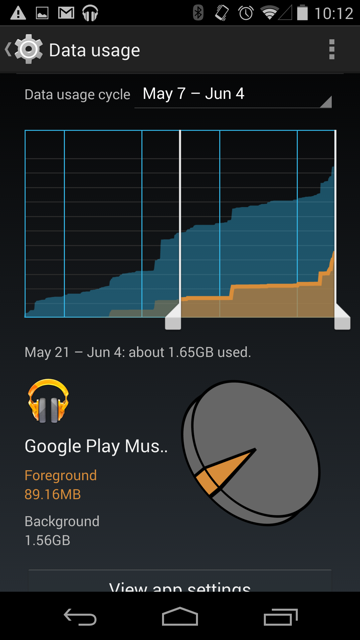 10:12
Data usage
Data usage cycle May 7 – Jun 4
May 21 – Jun 4: about 1.65GB used.
Google Play Mus..
Foreground
89.16MB
Background
1.56GB
View app settings